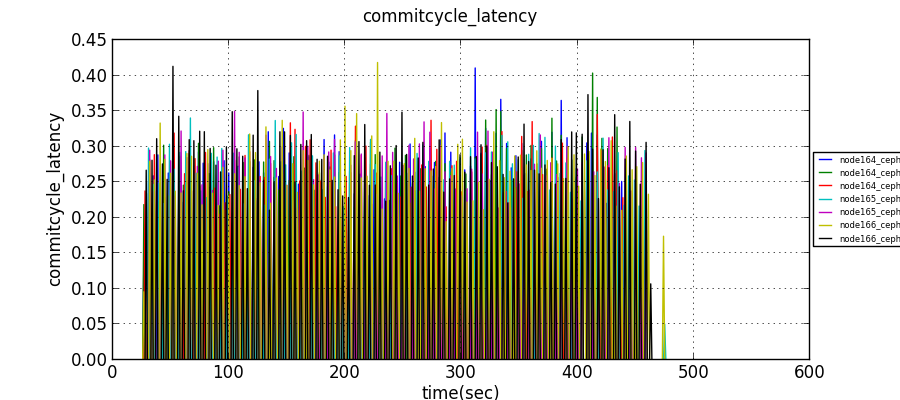 commitcycle_latency
commitcycle_latency
0.45
0.40
0.35
0.30
0.25
0.20
0.15
0.10
0.05
0.00
0
100
200
300
400
500
600
time(sec)
node164_ceph
node164_ceph
node164_ceph
node165_ceph
node165_ceph
node166_ceph
node166_ceph